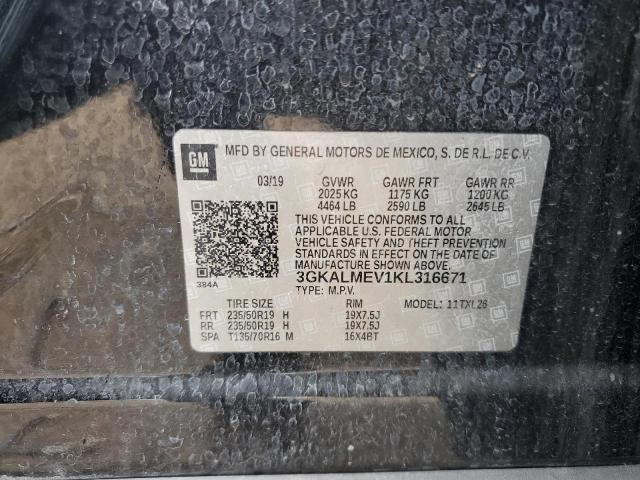 GM MFD BY GENERAL MOTORS DE MEXICO, S. DE R.L. DE C.V.
03/19 GVWR GAWR FRT GAWR RR
2025 KG 1175 KG 1200 KG
4464 LB 2590 LB 2645 LB
THIS VEHICLE CONFORMS TO ALL
APPLICABLE U.S. FEDERAL MOTOR
VEHICLE SAFETY AND THEFT PREVENTION
STANDARDS IN EFFECT ON THE DATE OF
MANUFACTURE SHOWN ABOVE.
384A 3GKALMEV1KL316671
TYPE: M.P.V.
TIRE SIZE RIM MODEL: 11TXL26
FRT 235/50R19 H 19X7.5J
RR 235/50R19 H 19X7.5J
SPA T135/70R16 M 16X4BT